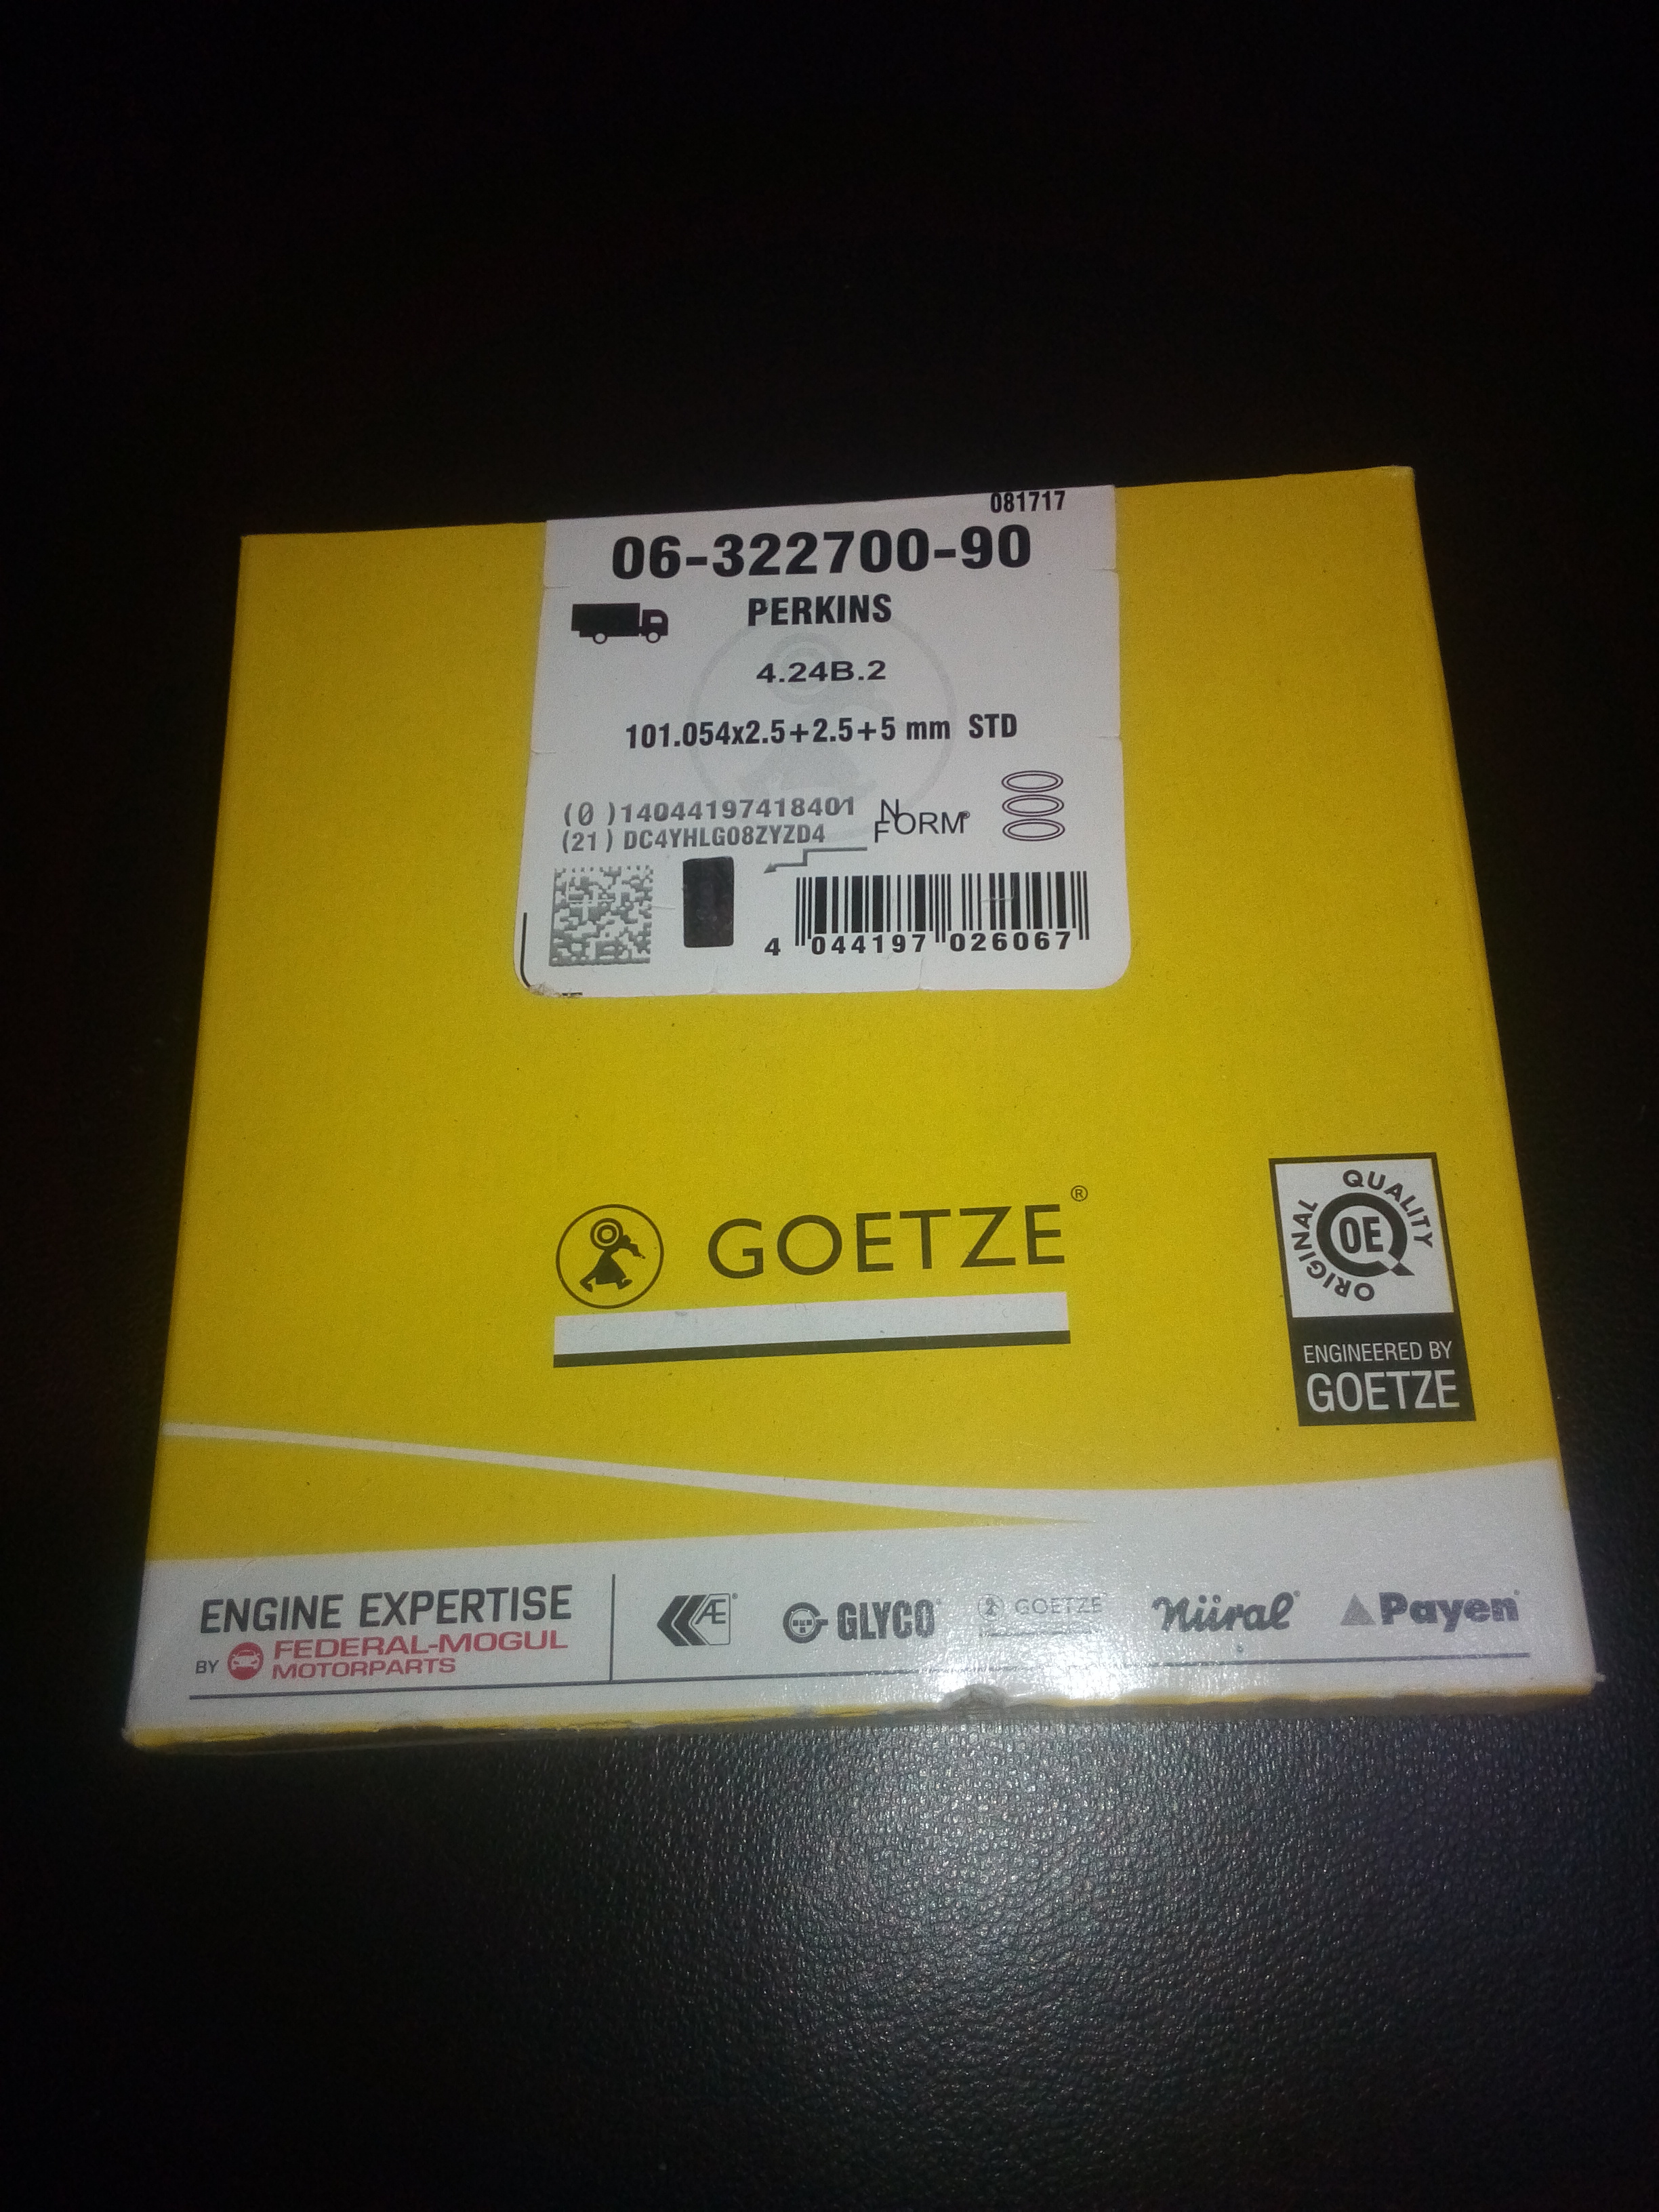 081717
06-322700-90
PERKINS
4.24B.2
101.054x2.5+2.5+5 mm STD
(0 )14044197418401
(21 ) DC4YHLG08ZYZD4
N
FORM®
4 044197 026067
GOETZE®
ORIGINAL QUALITY
OE
ENGINEERED BY
GOETZE
ENGINE EXPERTISE
BY FEDERAL-MOGUL
MOTORPARTS
Æ®
GLYCO®
GOETZE
Nüral®
Payen®